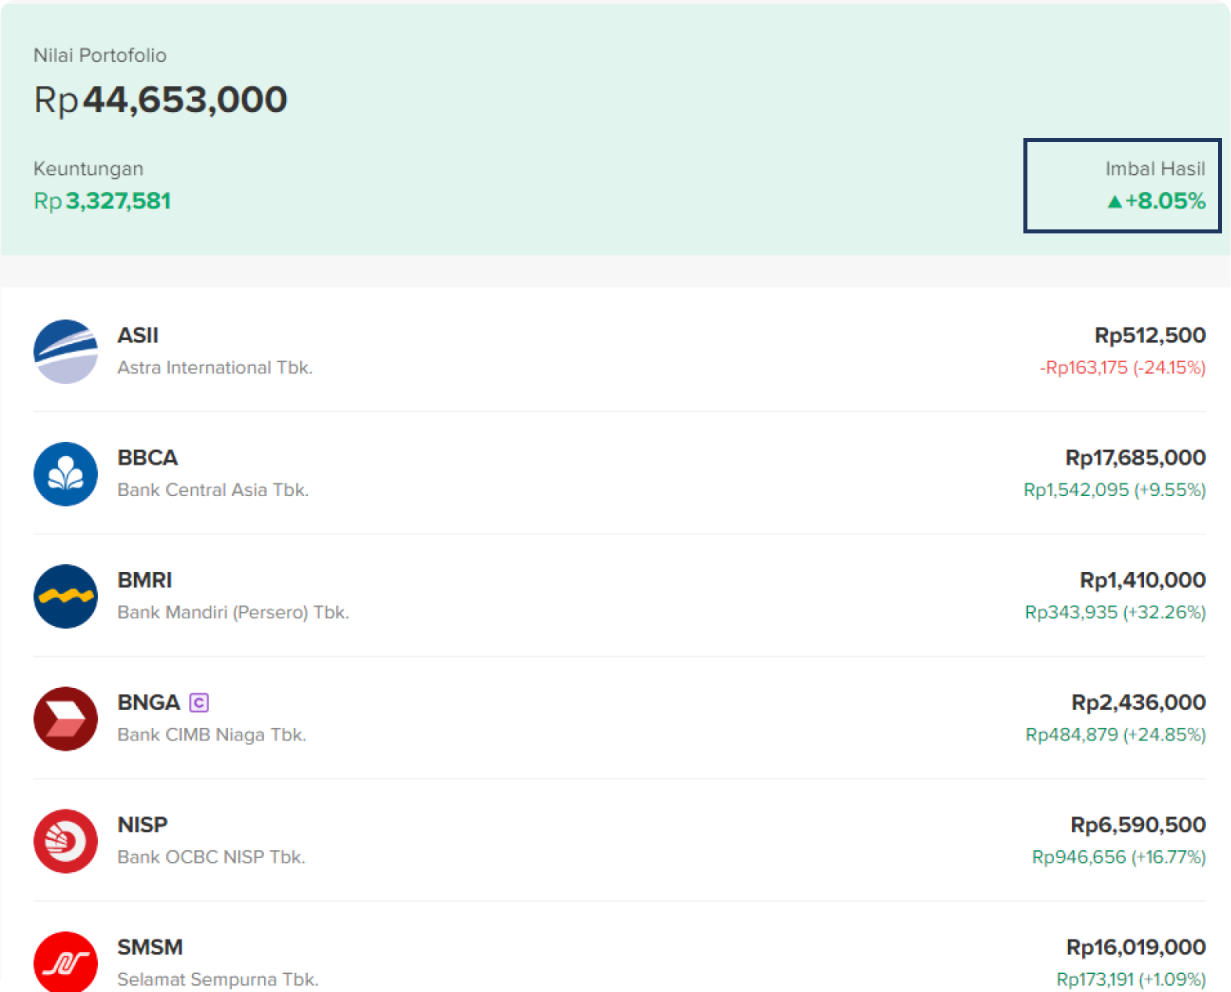 Nilai Portofolio
Rp44,653,000
Keuntungan
Imbal Hasil
Rp3,327,581
▲+8.05%
ASII
Rp512,500
Astra International Tbk.
-Rp163,175 (-24.15%)
BBCA
Rp17,685,000
Bank Central Asia Tbk.
Rp1,542,095 (+9.55%)
BMRI
Rp1,410,000
Bank Mandiri (Persero) Tbk.
Rp343,935 (+32.26%)
BNGA C
Rp2,436,000
Bank CIMB Niaga Tbk.
Rp484,879 (+24.85%)
NISP
Rp6,590,500
Bank OCBC NISP Tbk.
Rp946,656 (+16.77%)
SMSM
Rp16,019,000
Selamat Sempurna Tbk.
Rp173,191 (+1.09%)